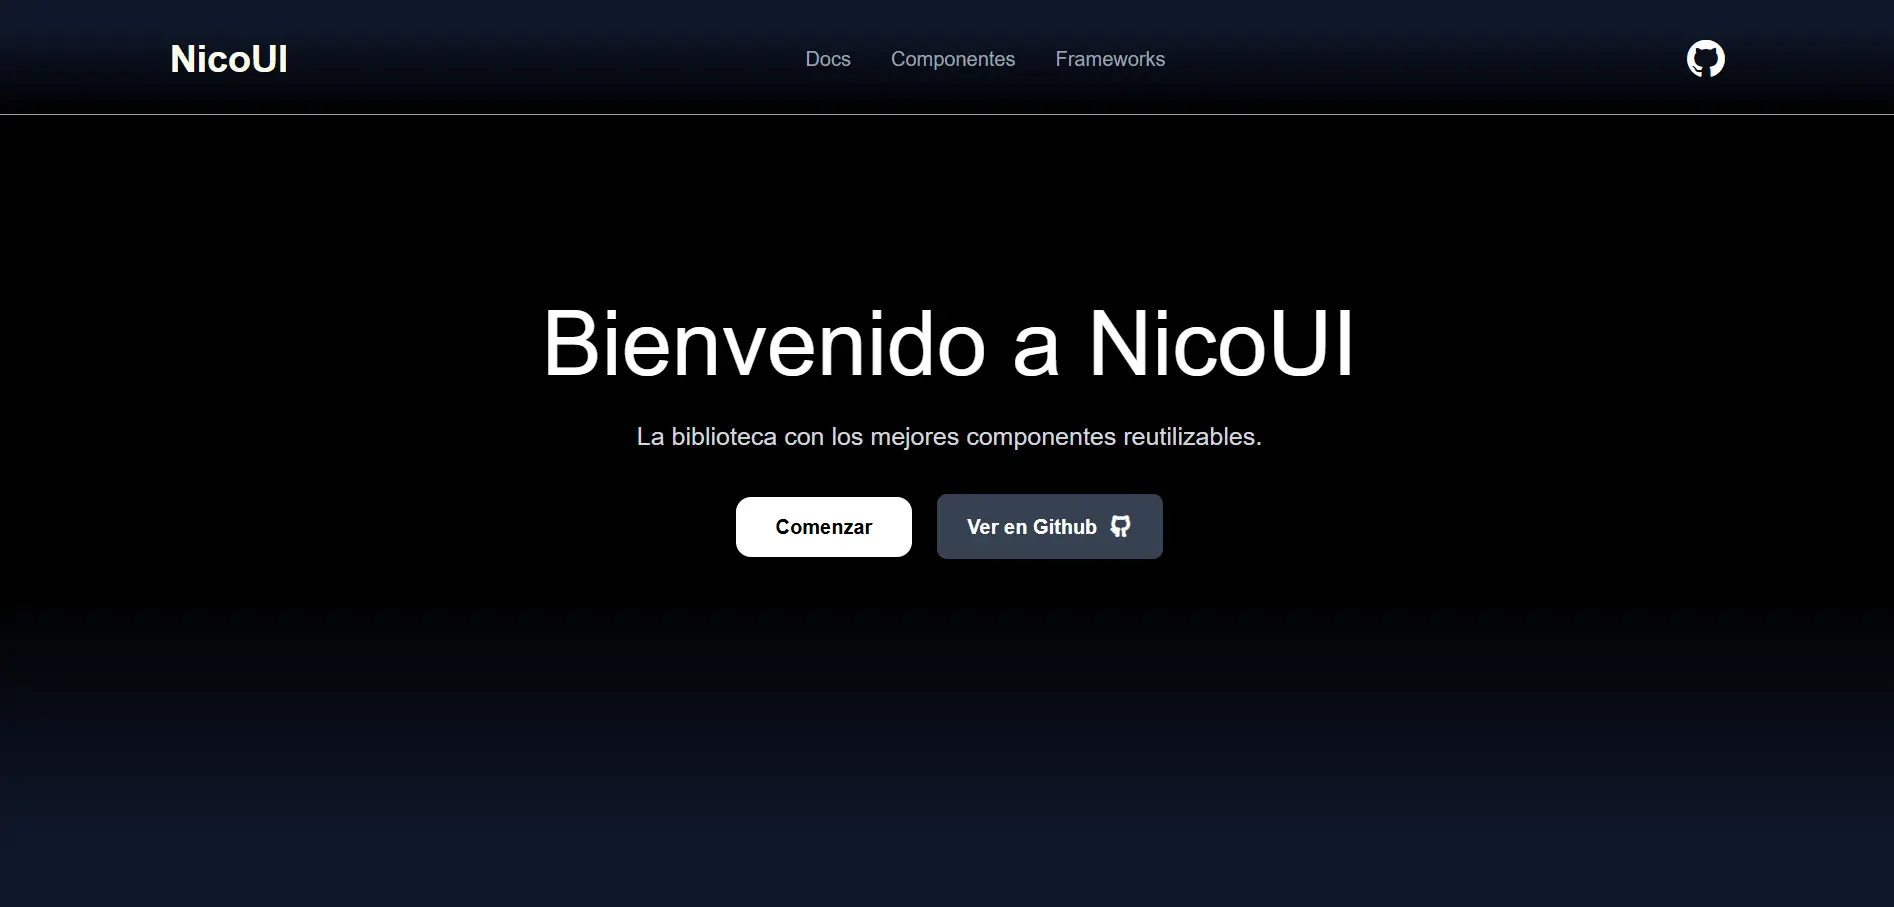 NicoUI
Docs
Componentes
Frameworks
Bienvenido a NicoUI
La biblioteca con los mejores componentes reutilizables.
Comenzar
Ver en Github